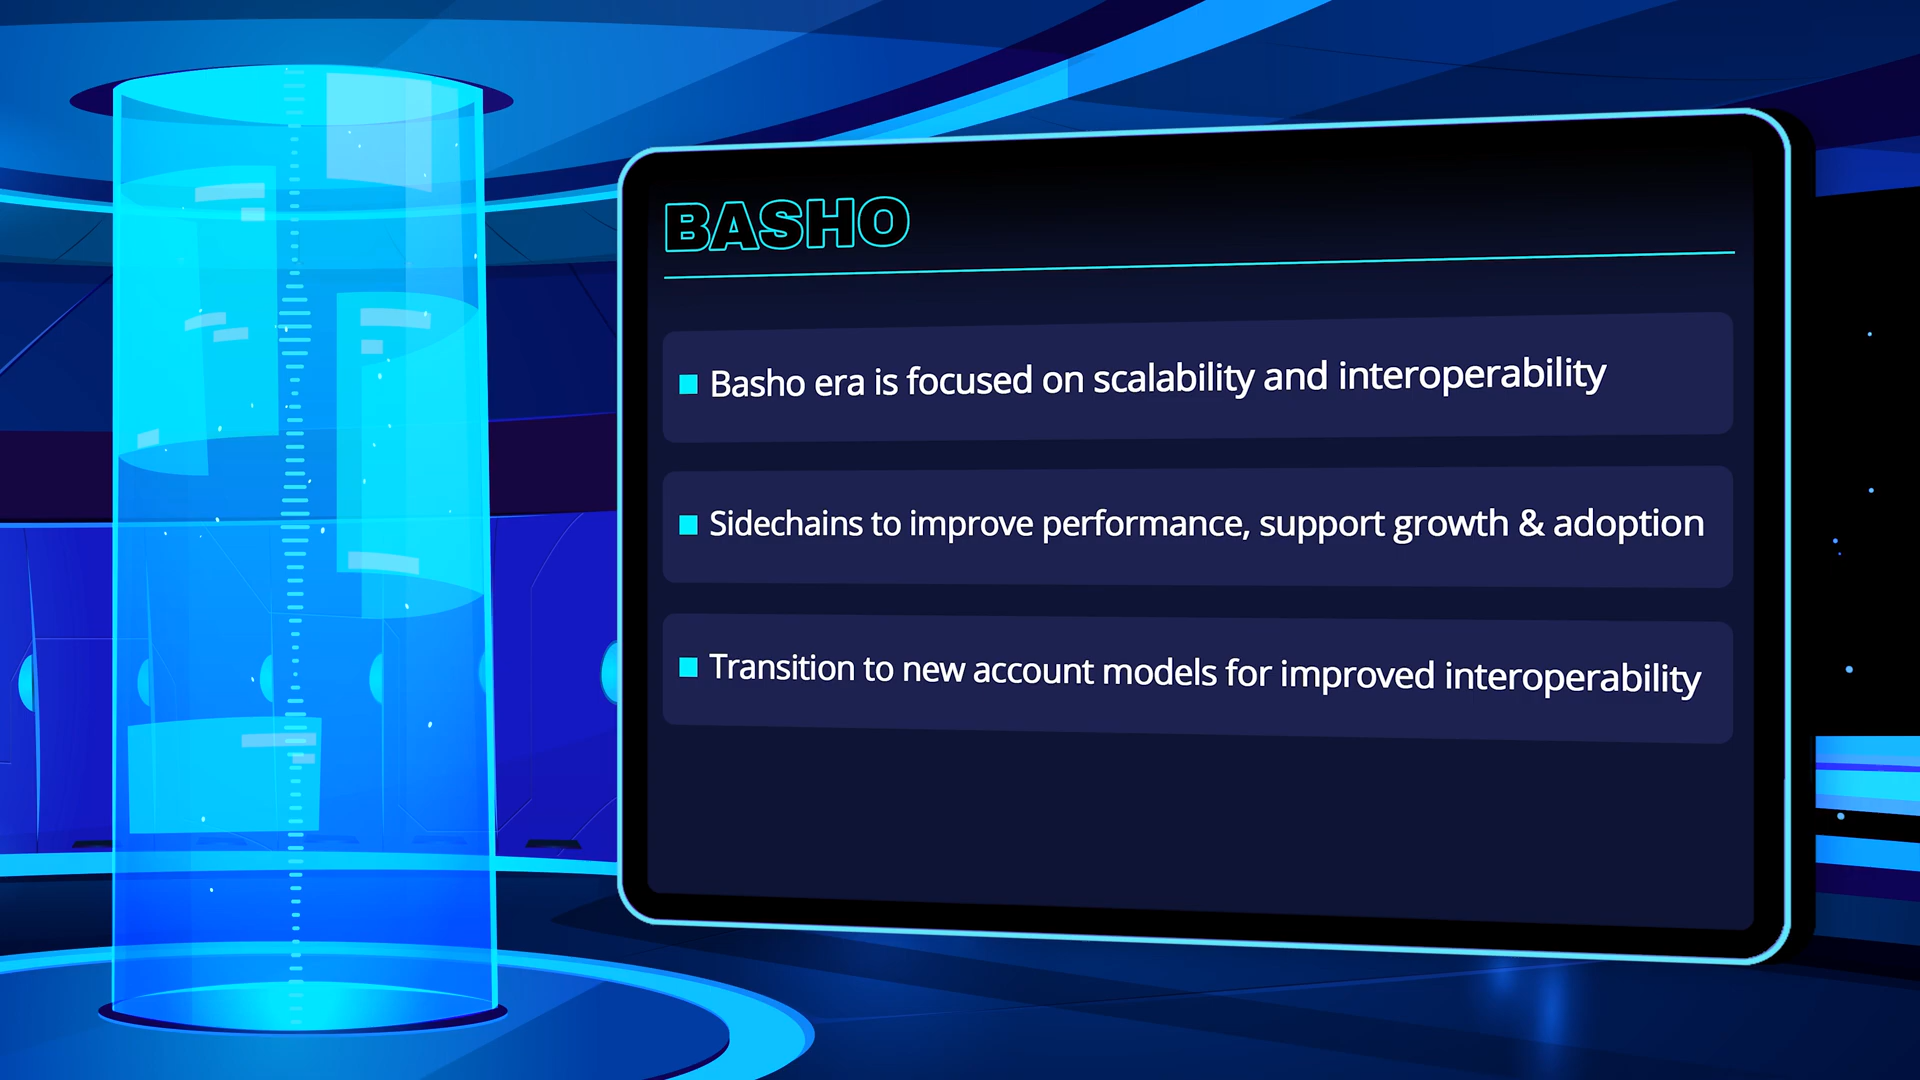 BASHO
Basho era is focused on scalability and interoperability
Sidechains to improve performance, support growth & adoption
Transition to new account models for improved interoperability